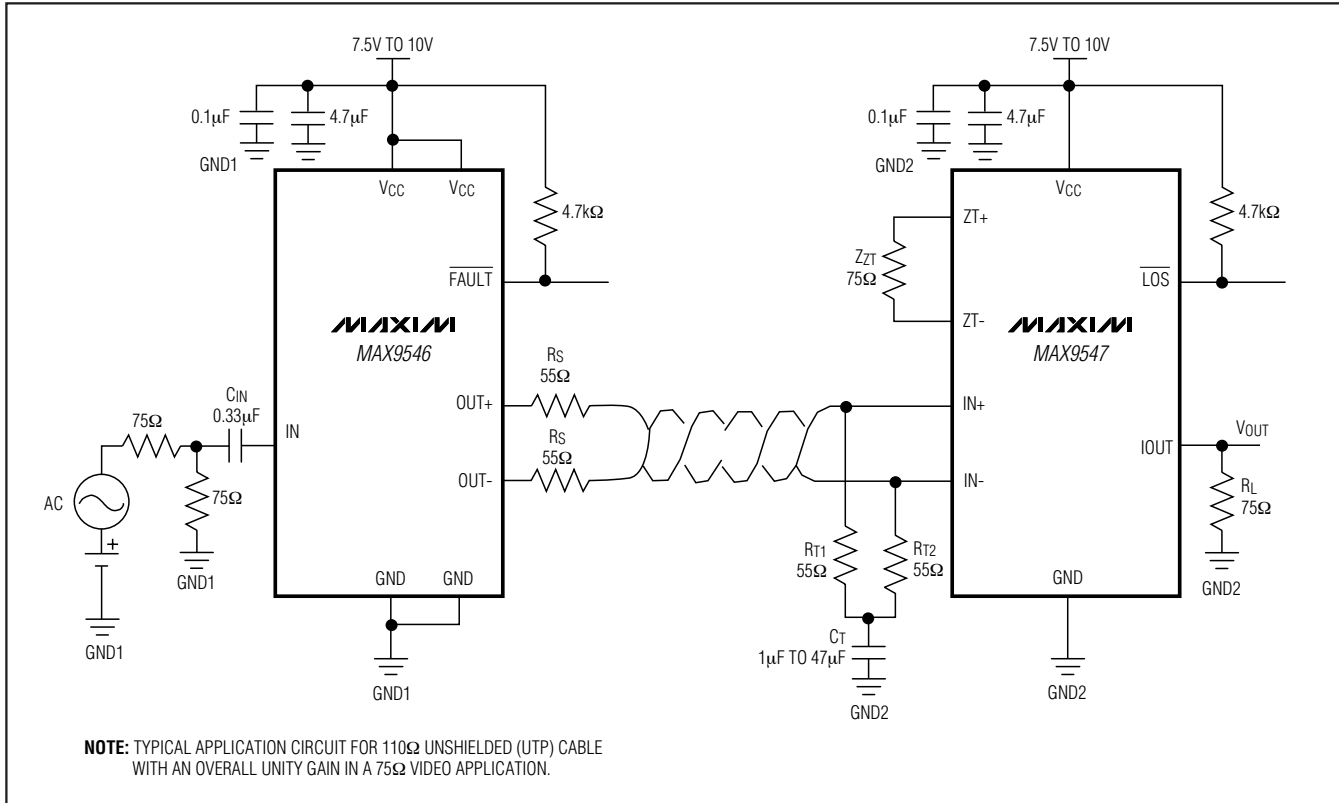 7.5V TO 10V
0.1µF
4.7µF
GND1
VCC
VCC
4.7kΩ
FAULT
MAXIM
MAX9546
RS
55Ω
OUT+
RS
55Ω
OUT-
CIN
0.33µF
IN
75Ω
75Ω
AC
+
GND1
GND1
GND
GND
GND1
7.5V TO 10V
0.1µF
4.7µF
GND2
VCC
4.7kΩ
ZT+
ZZT
75Ω
ZT-
LOS
MAXIM
MAX9547
IN+
IN-
IOUT
VOUT
RL
75Ω
GND2
RT1
55Ω
RT2
55Ω
CT
1µF TO 47µF
GND2
GND
GND2
NOTE: TYPICAL APPLICATION CIRCUIT FOR 110Ω UNSHIELDED (UTP) CABLE
WITH AN OVERALL UNITY GAIN IN A 75Ω VIDEO APPLICATION.